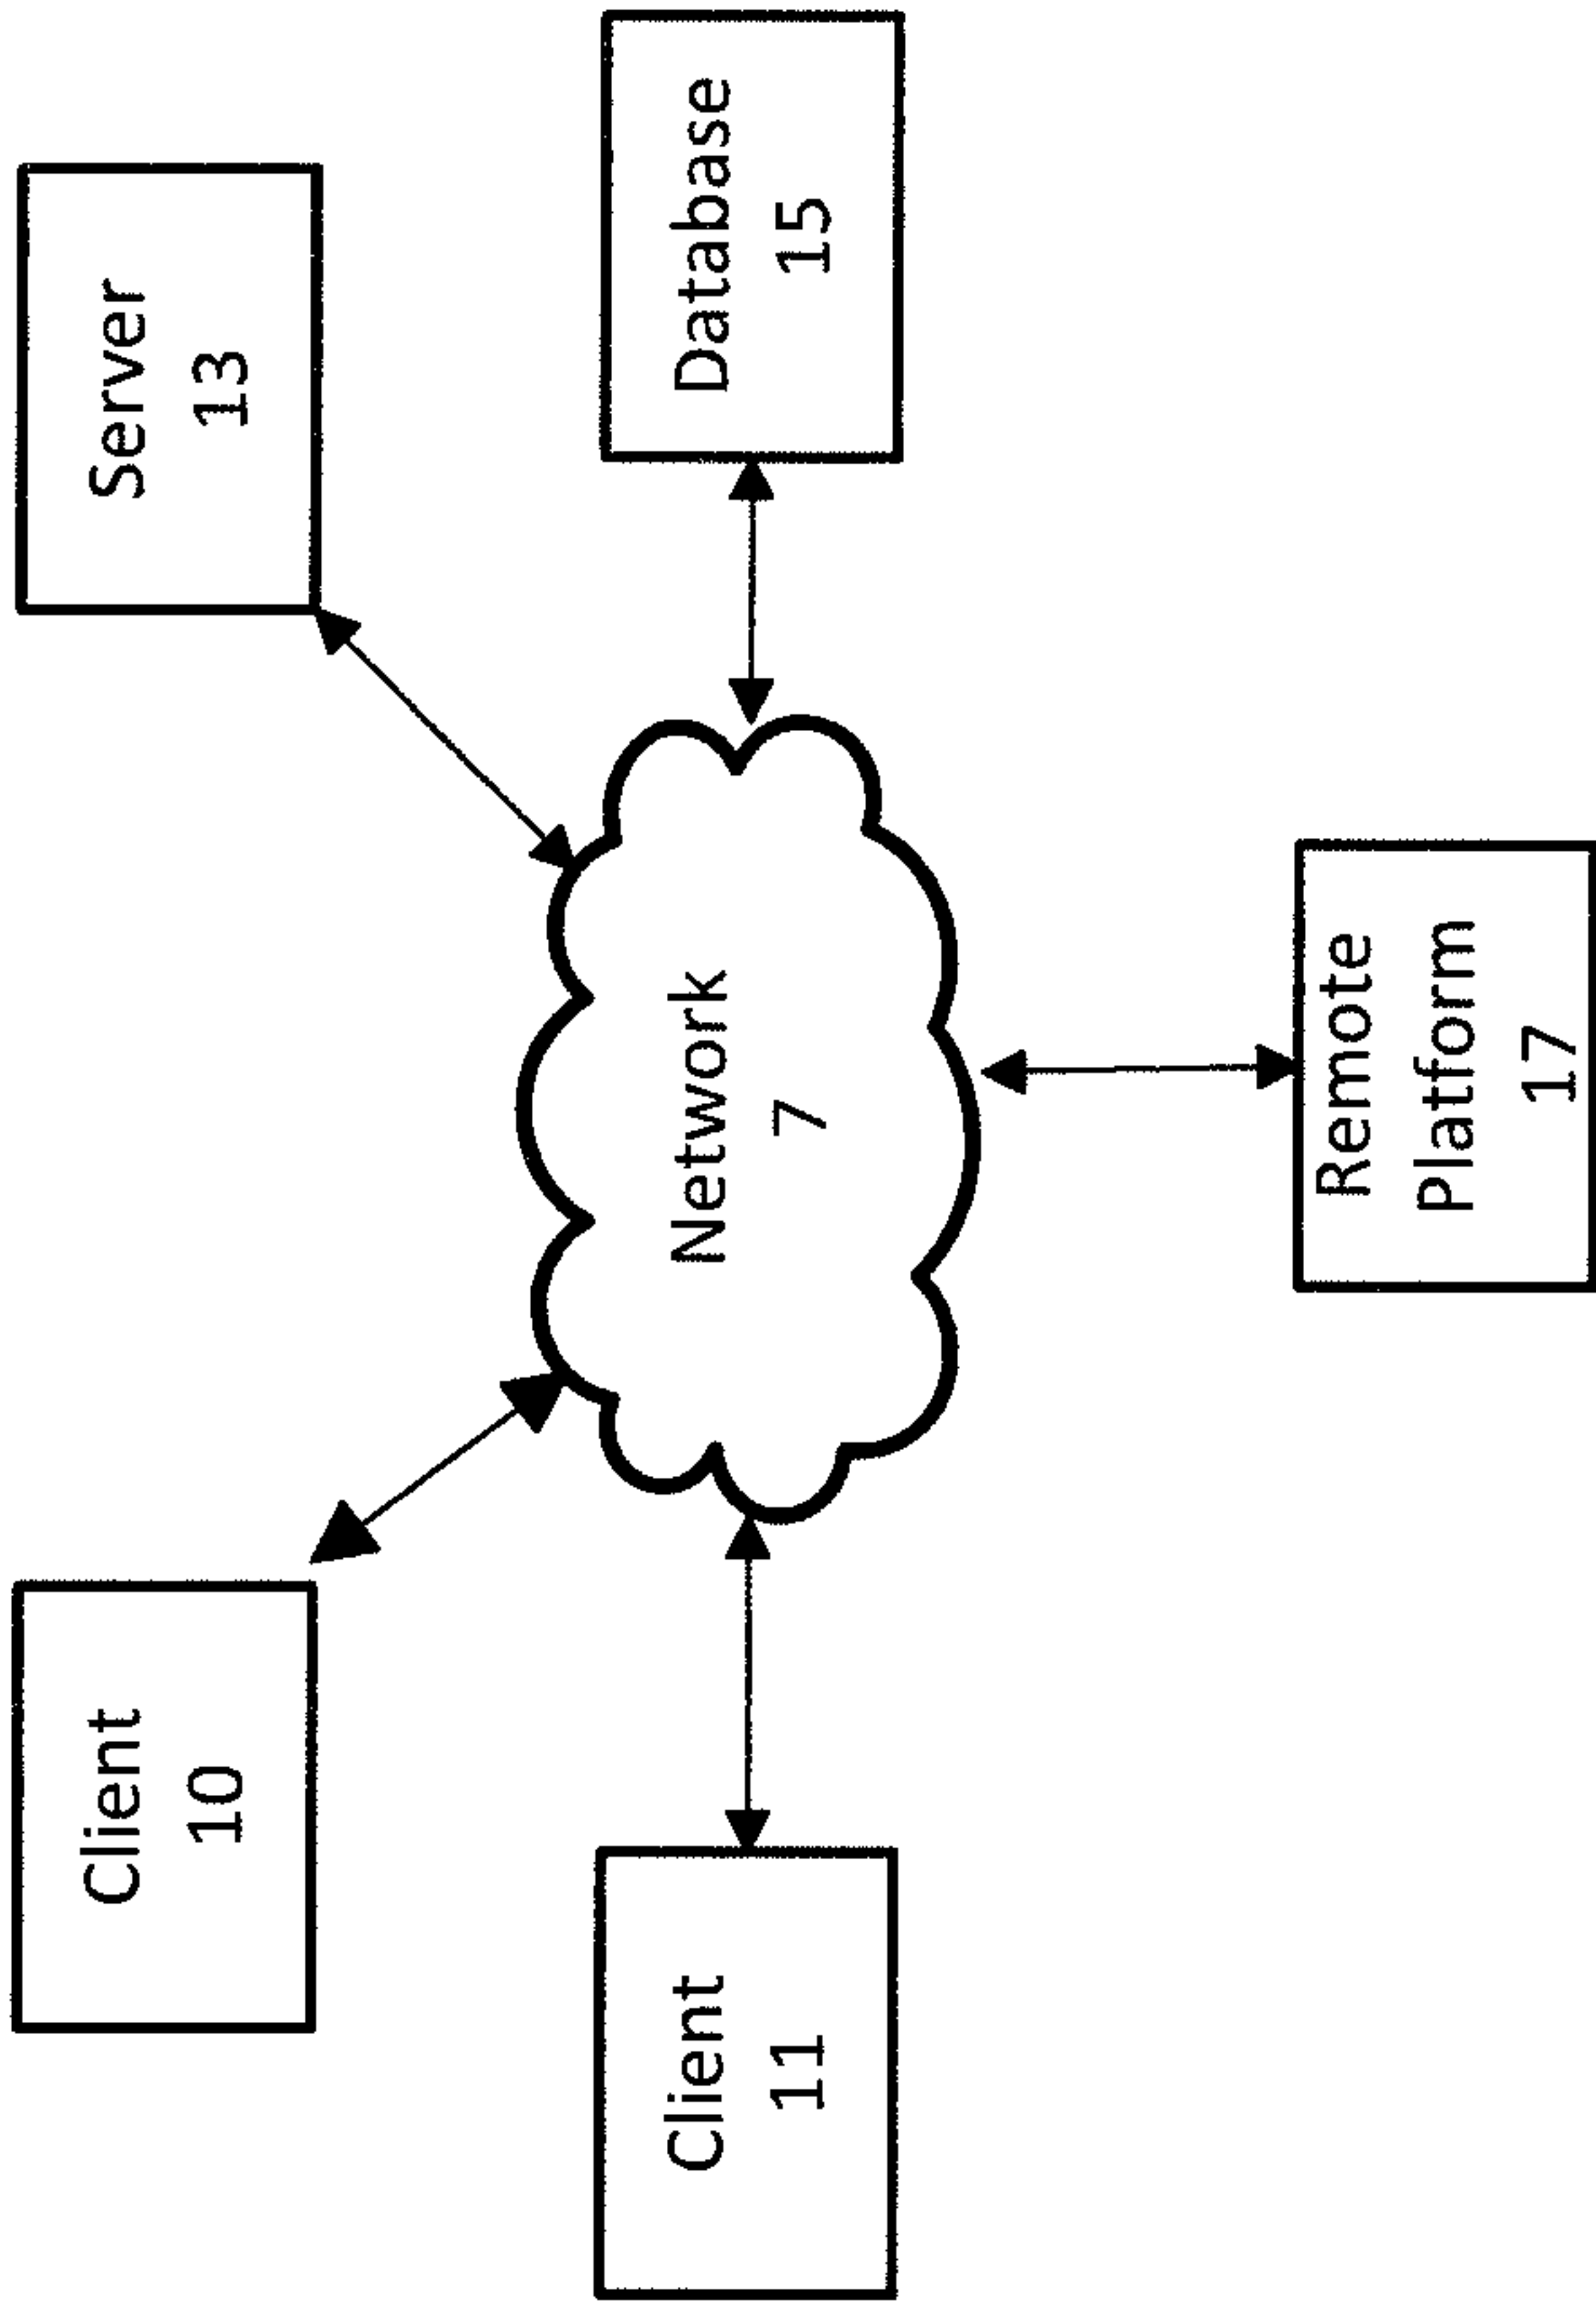 Client
10
Server
13
Client
11
Network
7
Database
15
Remote
Platform
17